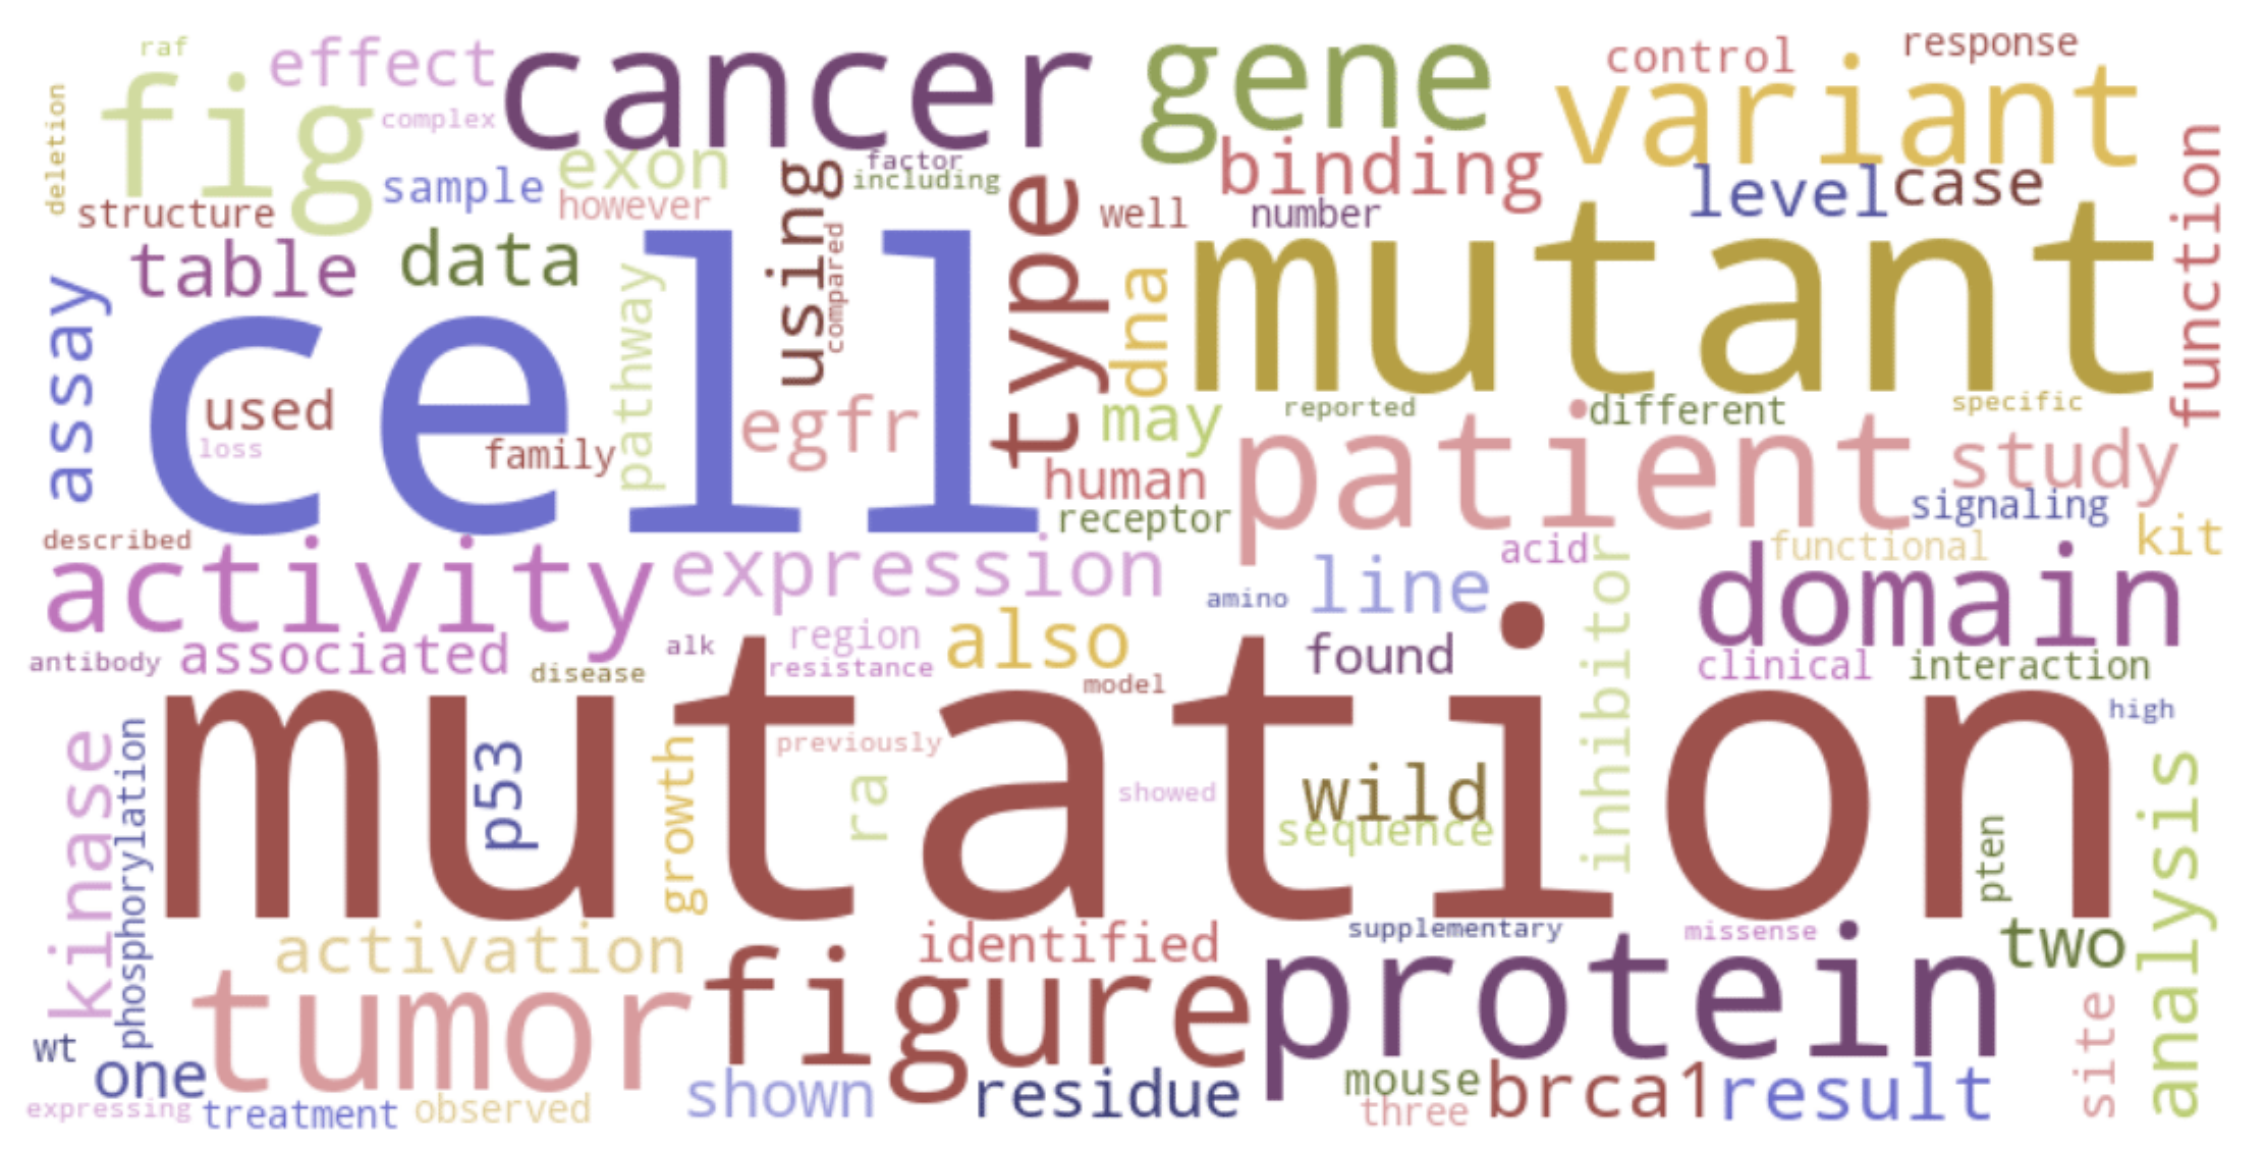 raf
effect
cancer
gene
control
response
fig
complex
variant
deletion
exon
factor
binding
sample
including
level
case
structure
however
using
type
well
number
function
table
data
cell
compared
mutant
assay
pathway
dna
used
egfr
may
reported
different
specific
loss
family
human
patient
study
receptor
signaling
described
activity
expression
acid
functional
kit
line
inhibitor
domain
amino
associated
region
also
found
antibody
alk
disease
resistance
model
clinical
interaction
mutation
high
kinase
phosphorylation
p53
growth
previously
ra
showed
wild
sequence
pten
analysis
activation
identified
supplementary
missense
two
tumor
figure
protein
site
wt
one
shown
residue
mouse
brca1
result
expressing
treatment
observed
three